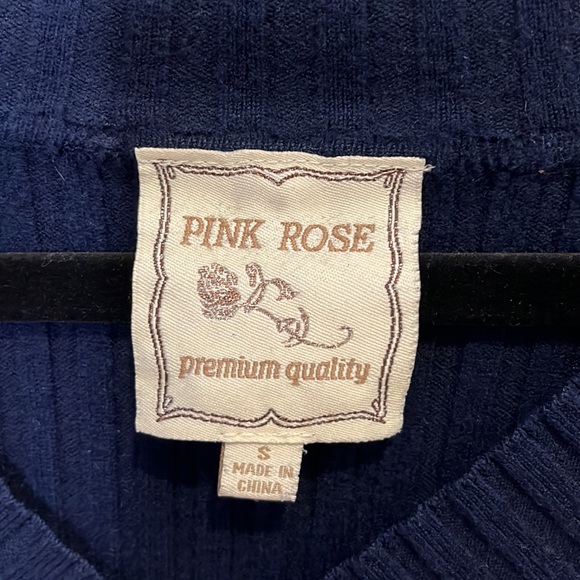 PINK ROSE
premium quality
S
MADE IN
CHINA